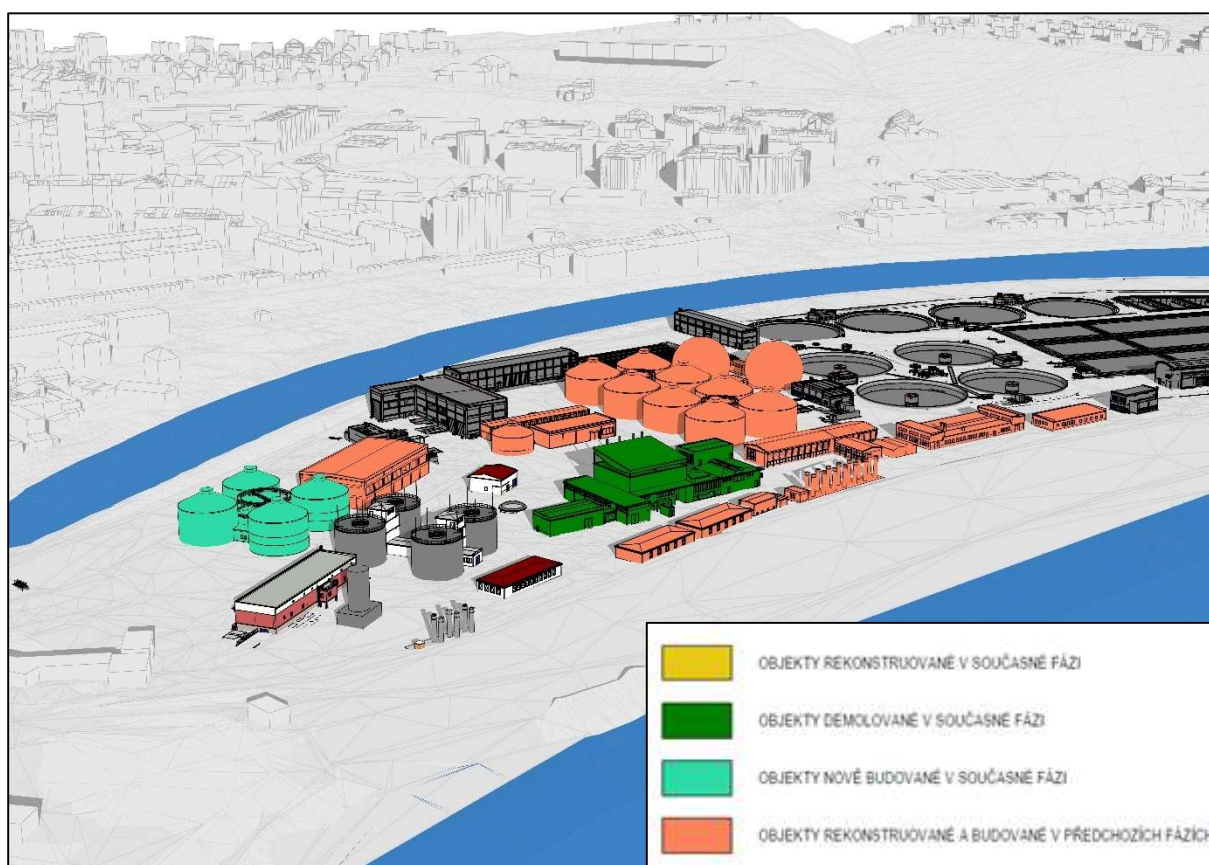 OBJEKTY REKONSTRUOVANÉ V SOUČASNÉ FÁZI
OBJEKTY DEMOLOVANÉ V SOUČASNÉ FÁZI
OBJEKTY NOVĚ BUDOVANÉ V SOUČASNÉ FÁZI
OBJEKTY REKONSTRUOVANÉ A BUDOVANÉ V PŘEDCHOZÍCH FÁZÍCH